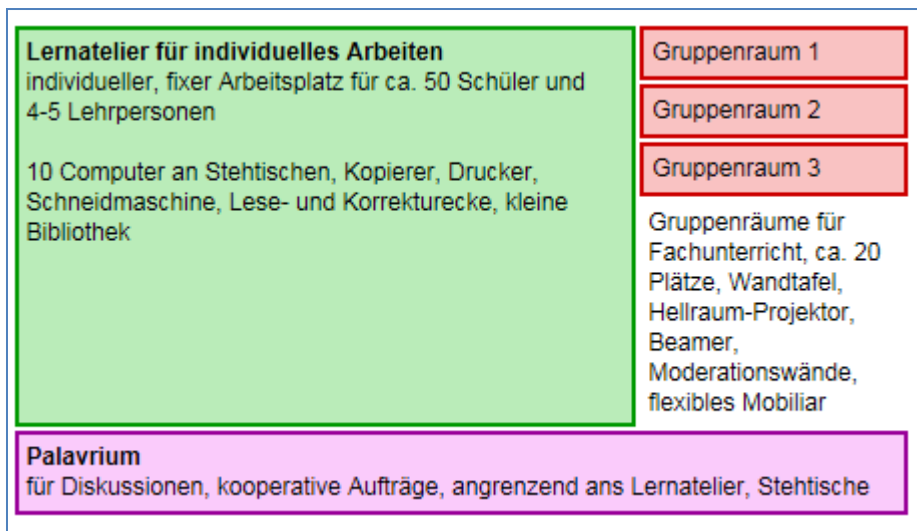 Lernatelier für individuelles Arbeiten
individueller, fixer Arbeitsplatz für ca. 50 Schüler und
4-5 Lehrpersonen
10 Computer an Stehtischen, Kopierer, Drucker,
Schneidmaschine, Lese- und Korrekturecke, kleine
Bibliothek
Gruppenraum 1
Gruppenraum 2
Gruppenraum 3
Gruppenräume für
Fachunterricht, ca. 20
Plätze, Wandtafel,
Hellraum-Projektor,
Beamer,
Moderationswände,
flexibles Mobiliar
Palavrium
für Diskussionen, kooperative Aufträge, angrenzend ans Lernatelier, Stehtische